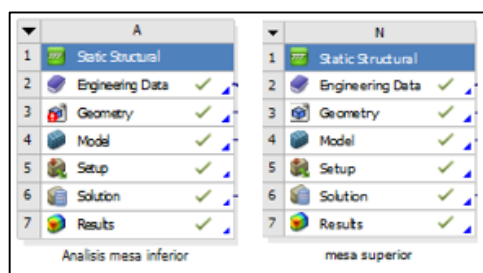 A
1 Static Structural
2 Engineering Data
3 Geometry
4 Model
5 Setup
6 Solution
7 Results
Analisis mesa inferior
N
1 Static Structural
2 Engineering Data
3 Geometry
4 Model
5 Setup
6 Solution
7 Results
mesa superior